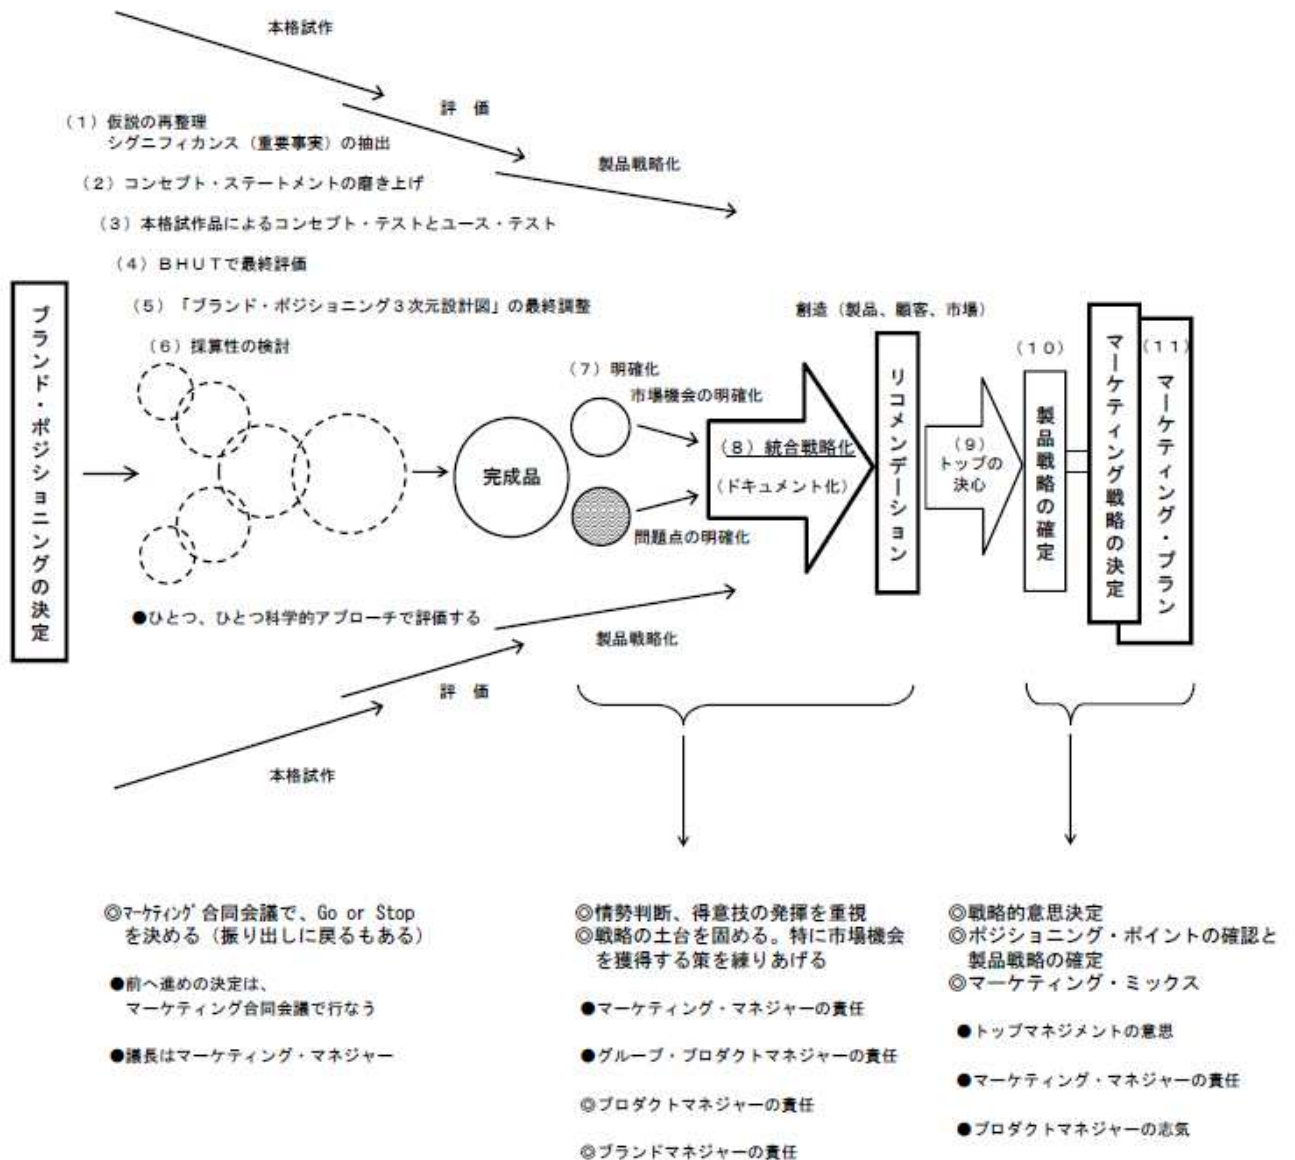 本格試作
評　価
製品戦略化
（１）仮説の再整理
シグニフィカンス（重要事実）の抽出
（２）コンセプト・ステートメントの磨き上げ
（３）本格試作品によるコンセプト・テストとユース・テスト
（４）ＢＨＵＴで最終評価
（５）「ブランド・ポジショニング３次元設計図」の最終調整
（６）採算性の検討
ブランド・ポジショニングの決定
完成品
（７）明確化
市場機会の明確化
問題点の明確化
（８）統合戦略化
（ドキュメント化）
創造（製品、顧客、市場）
リコメンデーション
（９）
トップの
決心
（１０）
製品戦略の確定
マーケティング戦略の決定
（１１）
マーケティング・プラン
●ひとつ、ひとつ科学的アプローチで評価する
製品戦略化
評　価
本格試作
◎ﾏｰｹﾃｨﾝｸﾞ合同会議で、Go or Stop
を決める（振り出しに戻るもある）
●前へ進めの決定は、
マーケティング合同会議で行なう
●議長はマーケティング・マネジャー
◎情勢判断、得意技の発揮を重視
◎戦略の土台を固める。特に市場機会
を獲得する策を練りあげる
●マーケティング・マネジャーの責任
●グループ・プロダクトマネジャーの責任
◎プロダクトマネジャーの責任
◎ブランドマネジャーの責任
◎戦略的意思決定
◎ポジショニング・ポイントの確認と
製品戦略の確定
◎マーケティング・ミックス
●トップマネジメントの意思
●マーケティング・マネジャーの責任
●プロダクトマネジャーの志気